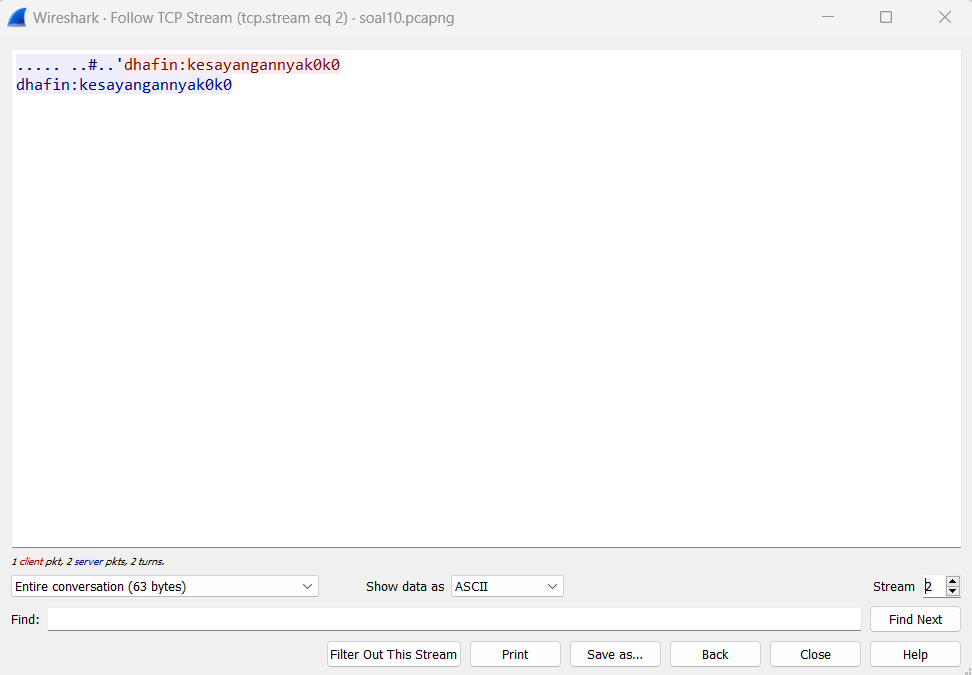 Wireshark · Follow TCP Stream (tcp.stream eq 2) · soal10.pcapng
..... ..#..'dhafin:kesayangannyak0k0
dhafin:kesayangannyak0k0
1 client pkt, 2 server pkts, 2 turns.
Entire conversation (63 bytes) Show data as ASCII Stream 2
Find: Find Next
Filter Out This Stream Print Save as... Back Close Help